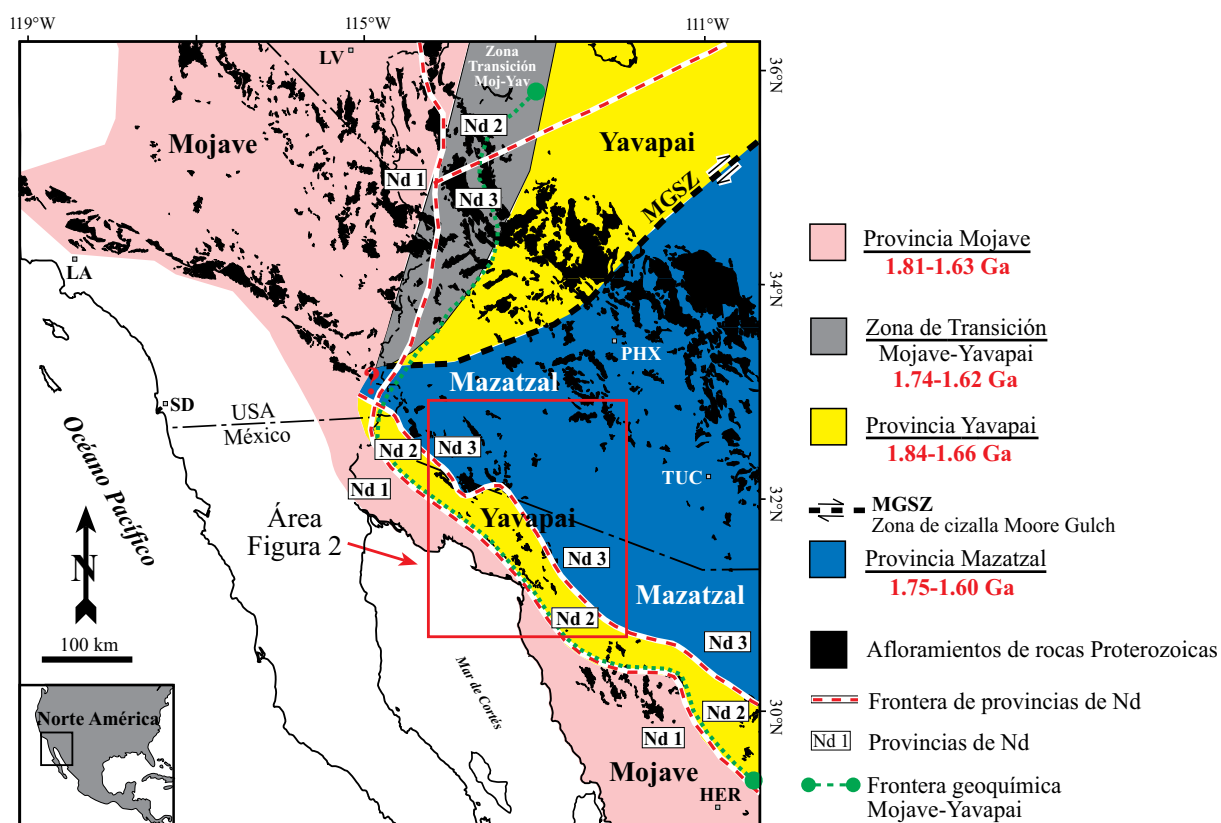 119°W
115°W
111°W
LV
Zona
Transición
Moj-Yav
36°N
Nd 2
Mojave
Yavapai
Nd 1
Nd 3
MGSZ
LA
34°N
PHX
?
Mazatzal
SD
USA
México
Nd 2
Nd 3
TUC
Nd 1
32°N
Océano Pacífico
Yavapai
Área
Figura 2
Nd 3
N
Mazatzal
Nd 2
100 km
Nd 3
Mar de Cortés
Norte América
30°N
Nd 2
Nd 1
Mojave
HER
Provincia Mojave
1.81-1.63 Ga
Zona de Transición
Mojave-Yavapai
1.74-1.62 Ga
Provincia Yavapai
1.84-1.66 Ga
MGSZ
Zona de cizalla Moore Gulch
Provincia Mazatzal
1.75-1.60 Ga
Afloramientos de rocas Proterozoicas
Frontera de provincias de Nd
Nd 1 Provincias de Nd
Frontera geoquímica
Mojave-Yavapai